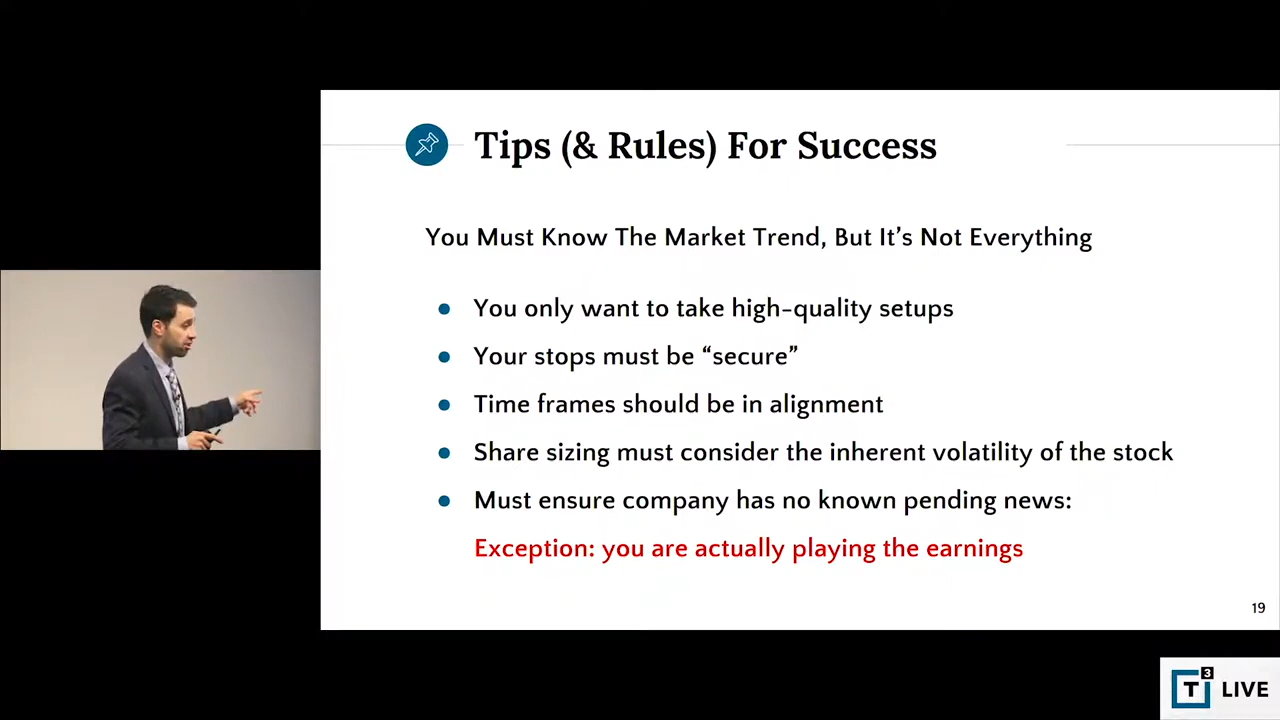 Tips (& Rules) For Success
You Must Know The Market Trend, But It’s Not Everything
● You only want to take high-quality setups
● Your stops must be “secure”
● Time frames should be in alignment
● Share sizing must consider the inherent volatility of the stock
● Must ensure company has no known pending news:
Exception: you are actually playing the earnings
19
T3 LIVE